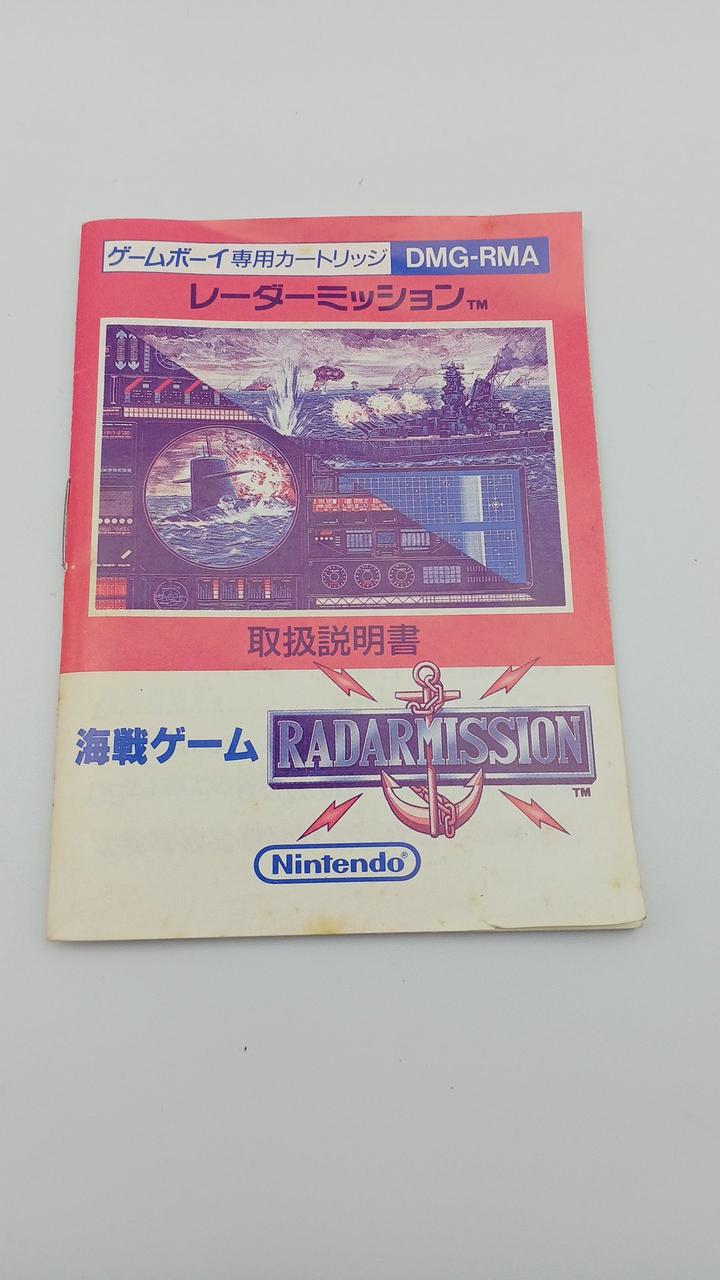 ゲームボーイ専用カートリッジ DMG-RMA
レーダーミッション™
取扱説明書
海戦ゲーム RADARMISSION™
Nintendo®